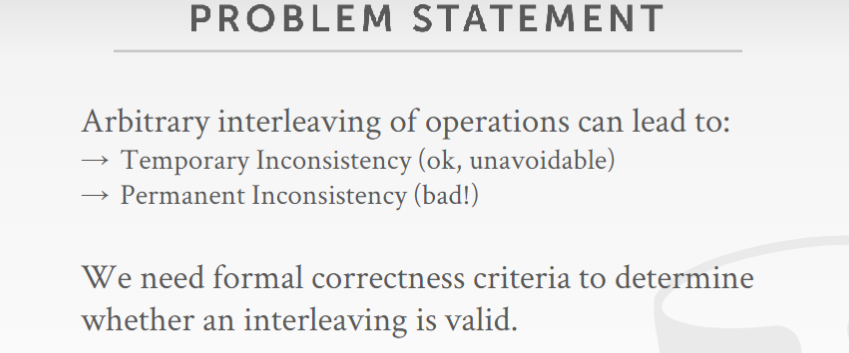 PROBLEM STATEMENT
Arbitrary interleaving of operations can lead to:
→ Temporary Inconsistency (ok, unavoidable)
→ Permanent Inconsistency (bad!)
We need formal correctness criteria to determine
whether an interleaving is valid.